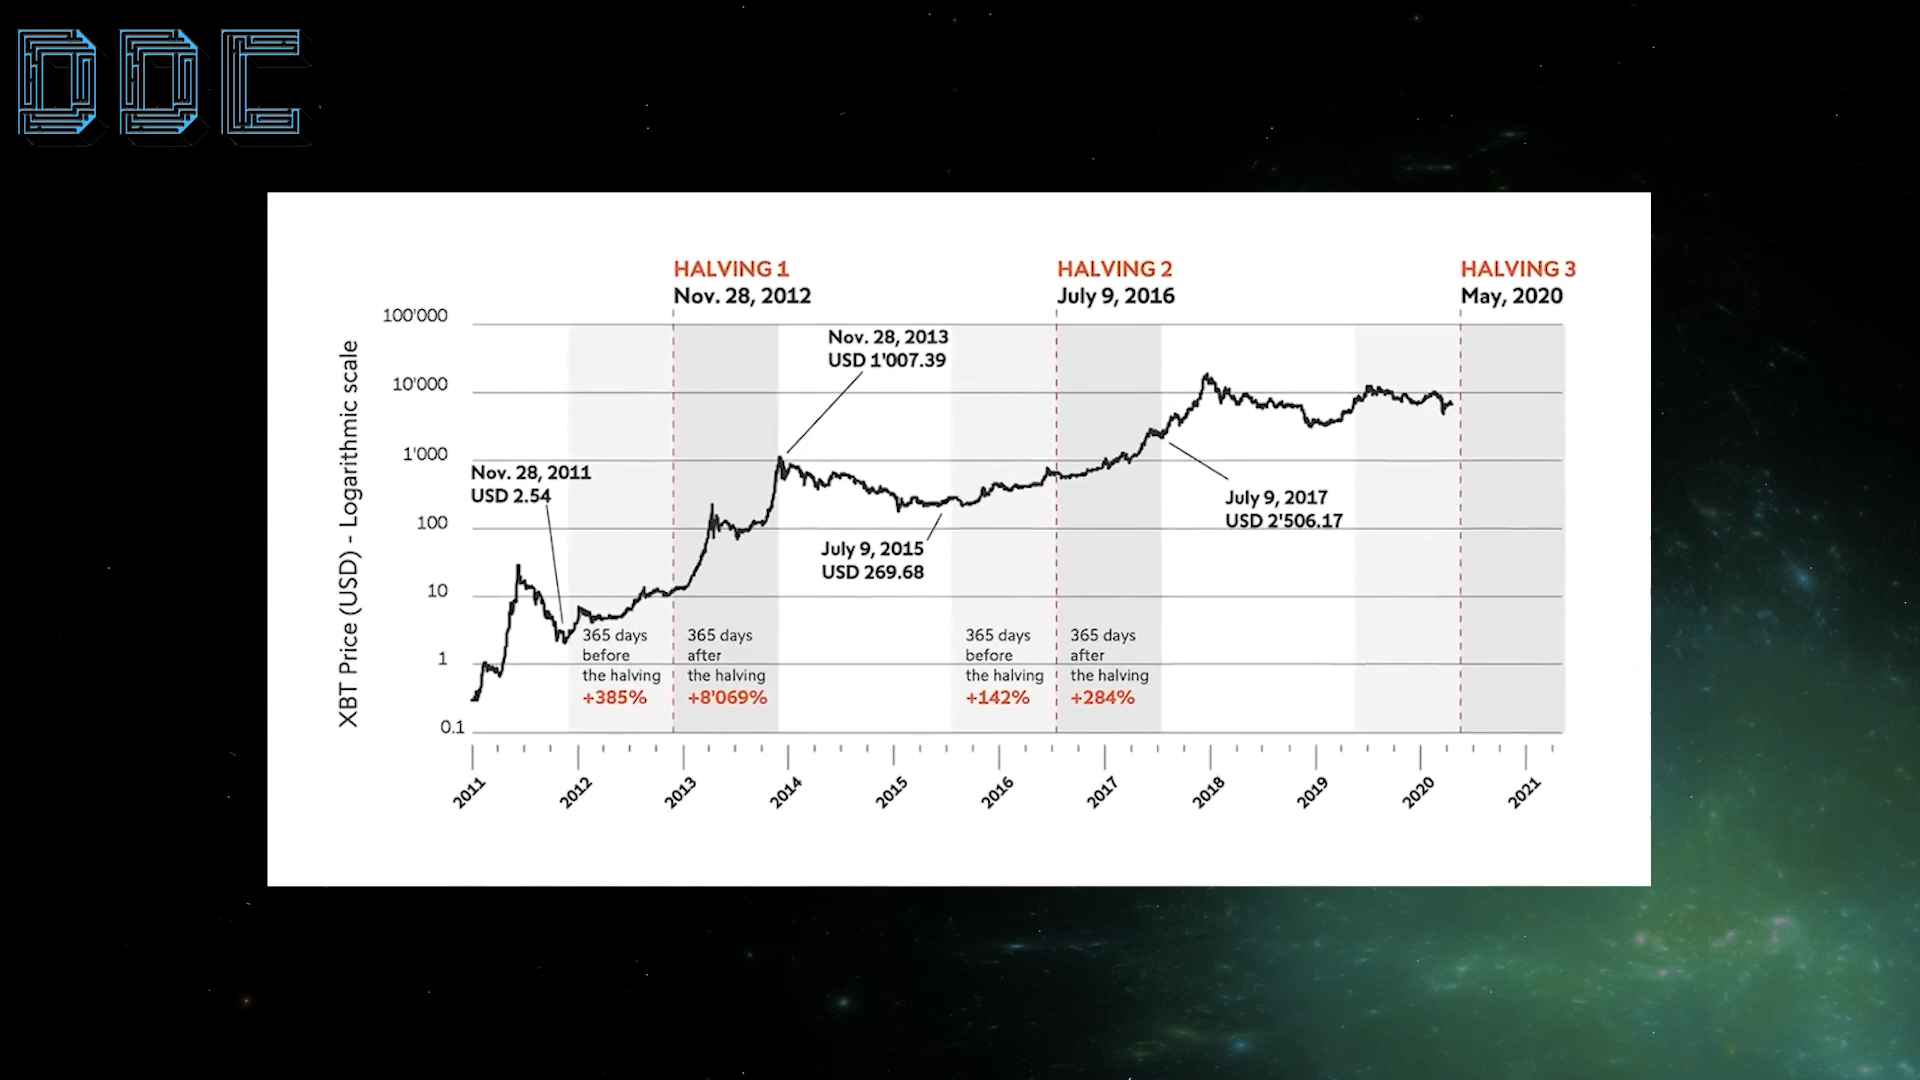 DDC
HALVING 1
Nov. 28, 2012
HALVING 2
July 9, 2016
HALVING 3
May, 2020
XBT Price (USD) - Logarithmic scale
100'000
10'000
1'000
100
10
1
0.1
Nov. 28, 2011
USD 2.54
Nov. 28, 2013
USD 1'007.39
July 9, 2015
USD 269.68
July 9, 2017
USD 2'506.17
365 days
before
the halving
+385%
365 days
after
the halving
+8'069%
365 days
before
the halving
+142%
365 days
after
the halving
+284%
2011
2012
2013
2014
2015
2016
2017
2018
2019
2020
2021